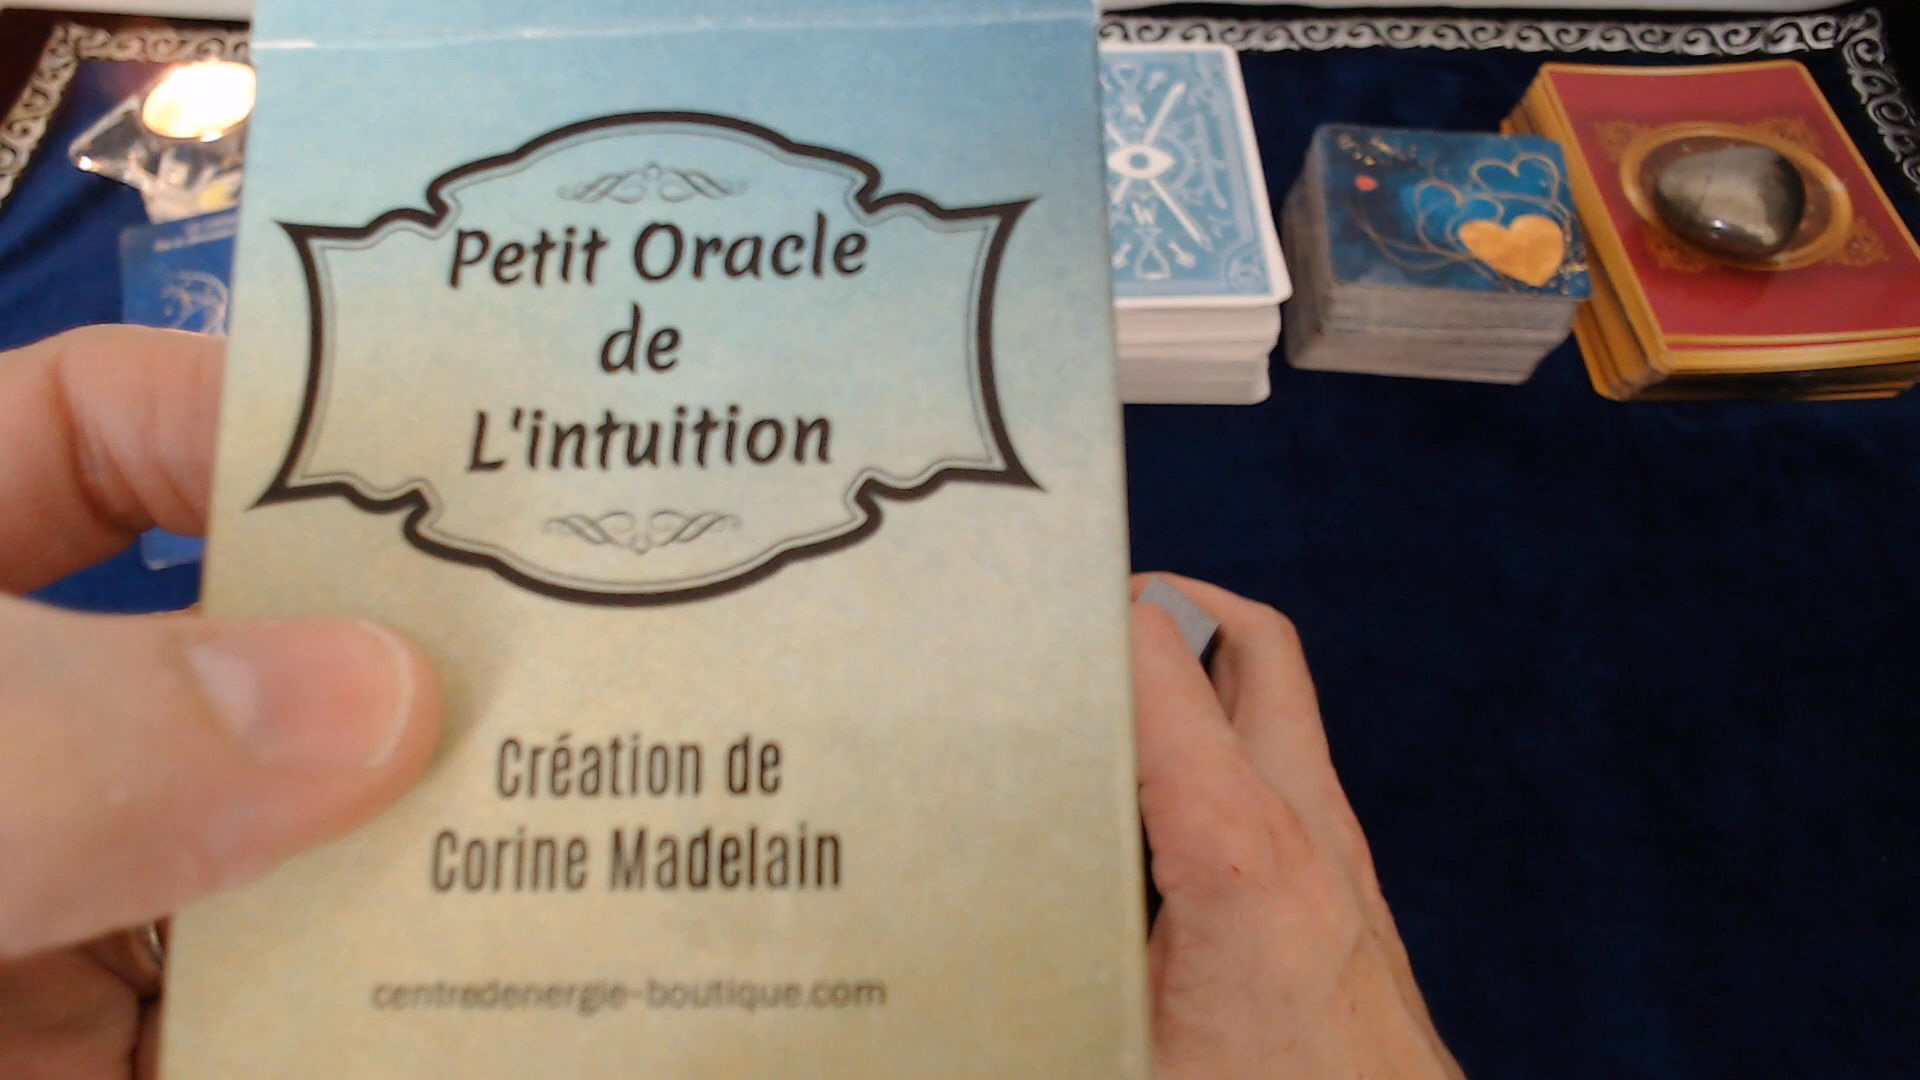 Petit Oracle
de
L'intuition
Création de
Corine Madelain
centredenergie-boutique.com